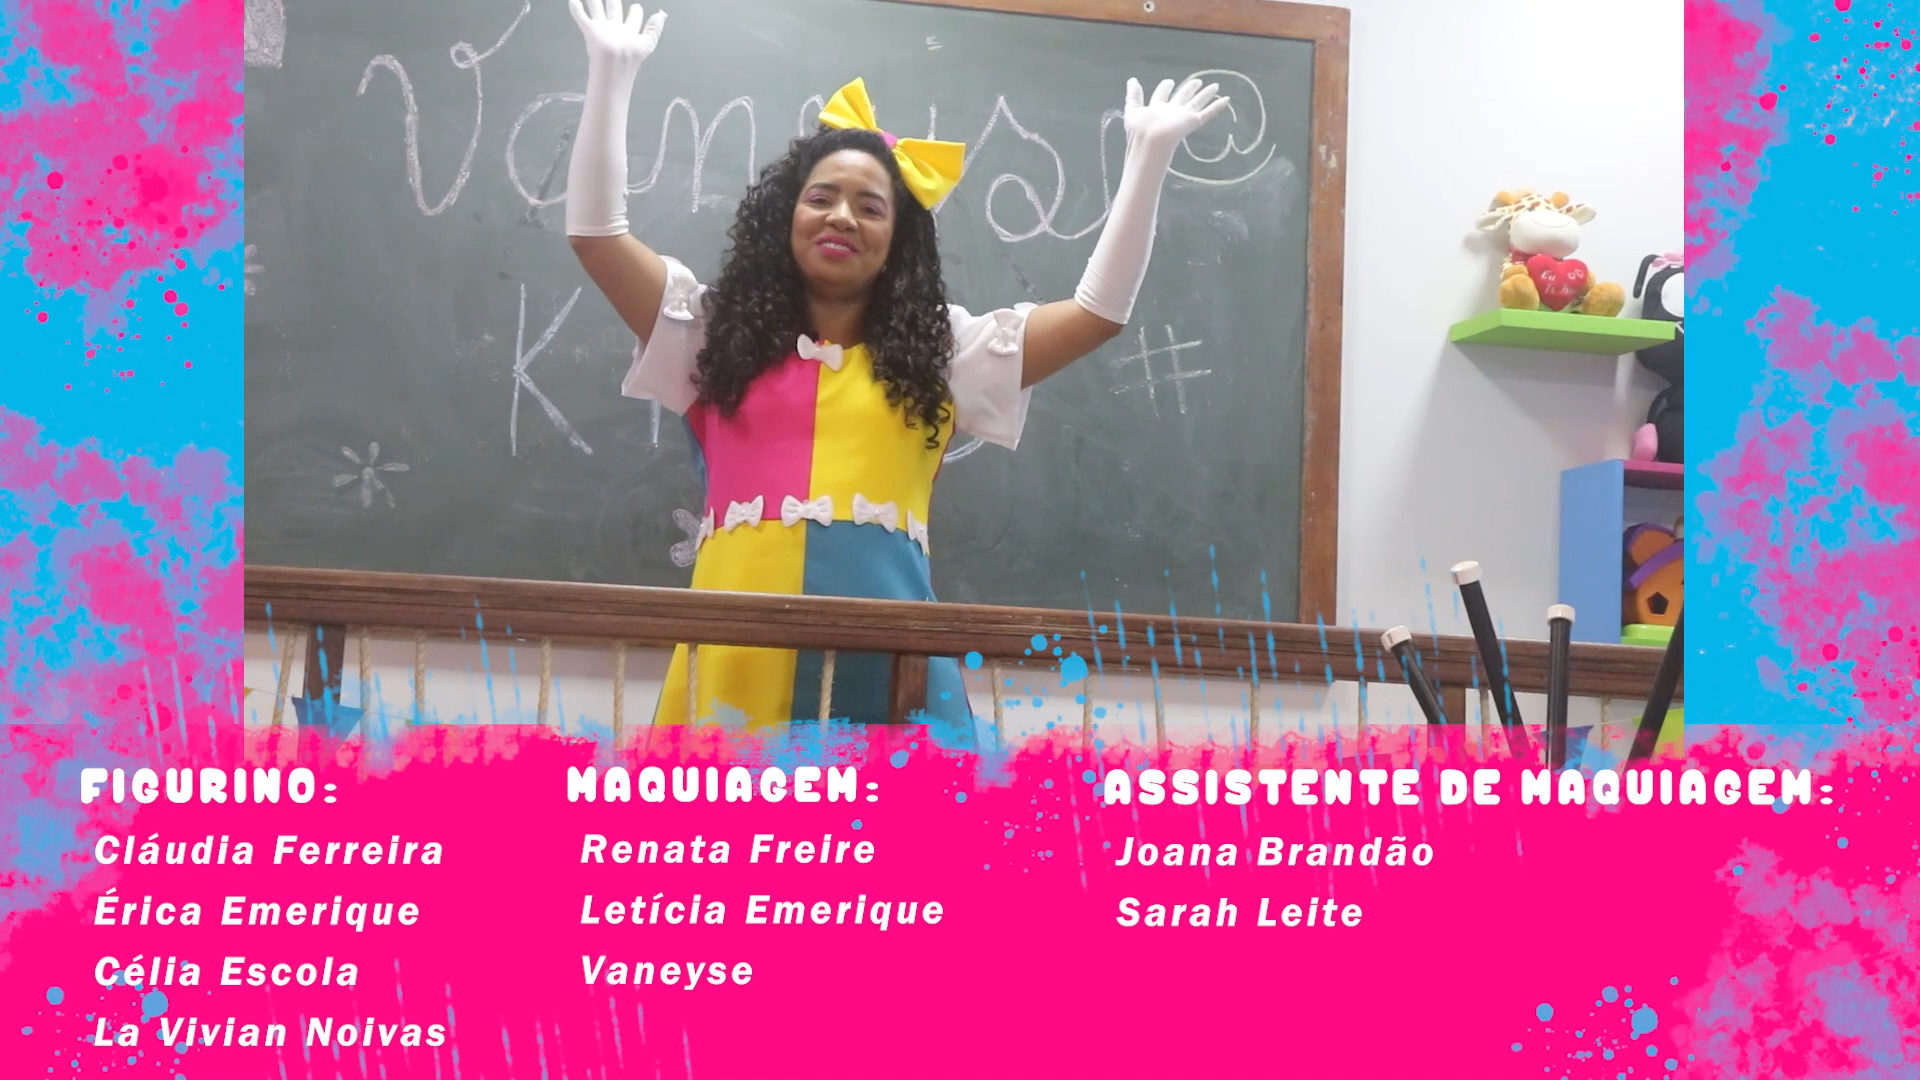 Vaneyse @
K
#
FIGURINO:
Cláudia Ferreira
Érica Emerique
Célia Escola
La Vivian Noivas
MAQUIAGEM:
Renata Freire
Letícia Emerique
Vaneyse
ASSISTENTE DE MAQUIAGEM:
Joana Brandão
Sarah Leite